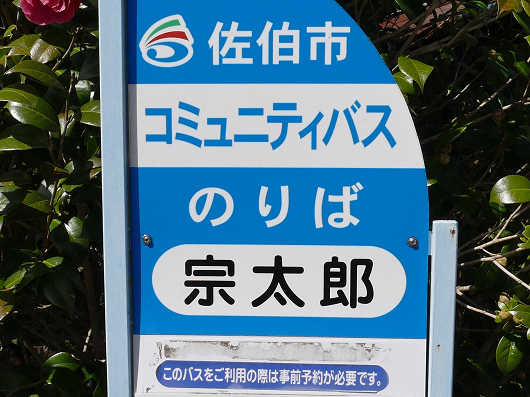 佐伯市
コミュニティバス
のりば
宗太郎
このバスをご利用の際は事前予約が必要です。